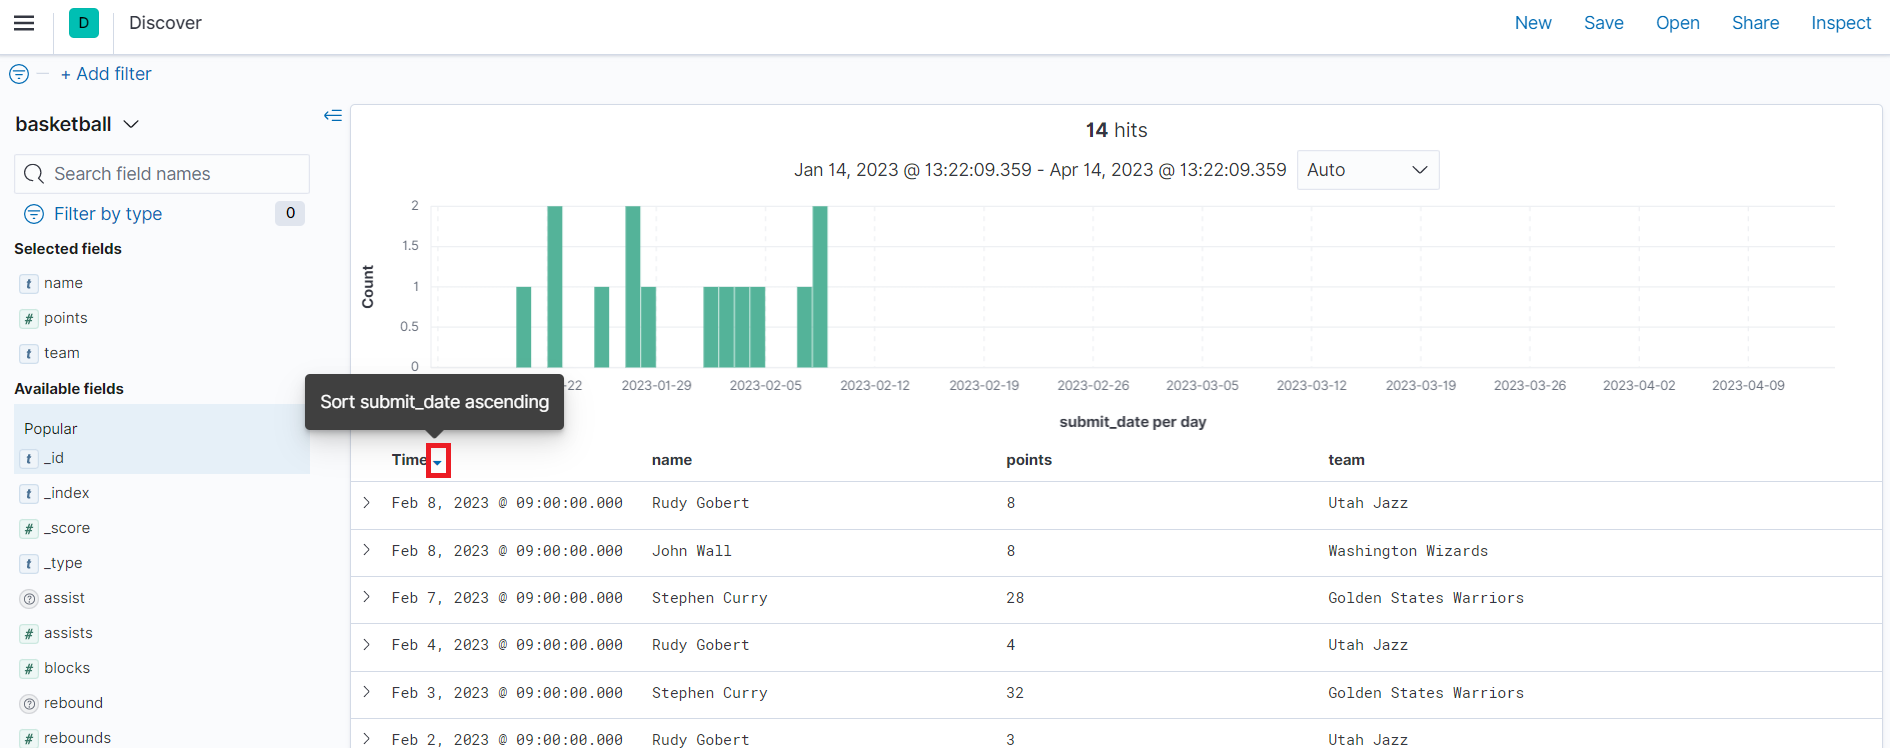 D Discover New Save Open Share Inspect
+ Add filter
basketball
Search field names
Filter by type 0
Selected fields
t name
# points
t team
Available fields
Popular
t _id
t _index
# _score
t _type
? assist
# assists
# blocks
? rebound
# rebounds
14 hits
Jan 14, 2023 @ 13:22:09.359 - Apr 14, 2023 @ 13:22:09.359 Auto
2
1.5
1
0.5
0
Count
-22 2023-01-29 2023-02-05 2023-02-12 2023-02-19 2023-02-26 2023-03-05 2023-03-12 2023-03-19 2023-03-26 2023-04-02 2023-04-09
Sort submit_date ascending
submit_date per day
Time name points team
Feb 8, 2023 @ 09:00:00.000 Rudy Gobert 8 Utah Jazz
Feb 8, 2023 @ 09:00:00.000 John Wall 8 Washington Wizards
Feb 7, 2023 @ 09:00:00.000 Stephen Curry 28 Golden States Warriors
Feb 4, 2023 @ 09:00:00.000 Rudy Gobert 4 Utah Jazz
Feb 3, 2023 @ 09:00:00.000 Stephen Curry 32 Golden States Warriors
Feb 2, 2023 @ 09:00:00.000 Rudy Gobert 3 Utah Jazz